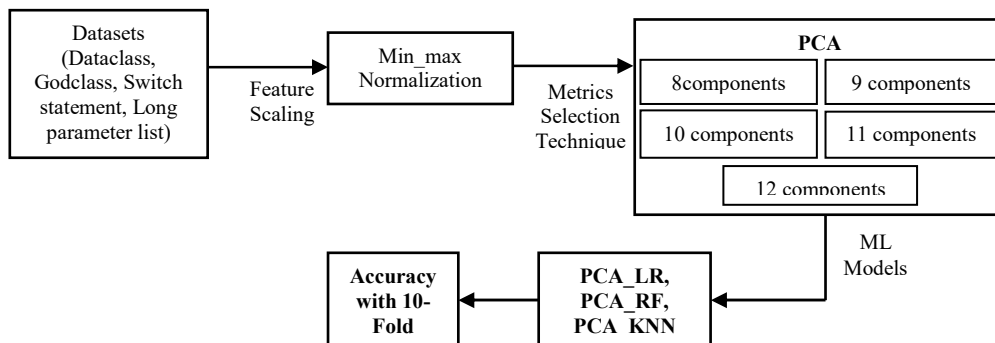 Datasets
(Dataclass,
Godclass, Switch
statement, Long
parameter list)
Feature
Scaling
Min_max
Normalization
Metrics
Selection
Technique
PCA
8components
9 components
10 components
11 components
12 components
ML
Models
PCA_LR,
PCA_RF,
PCA_KNN
Accuracy
with 10-
Fold